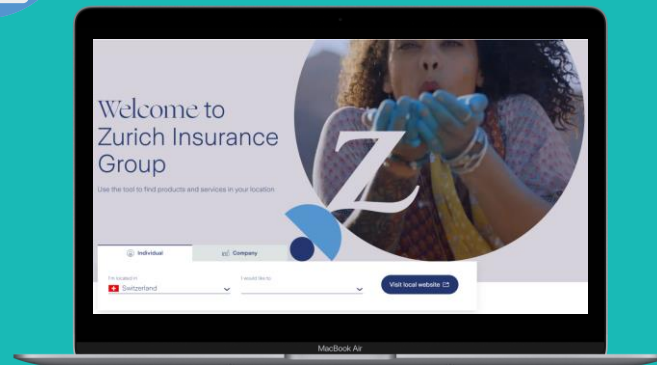 Welcome to
Zurich Insurance
Group
Use the tool to find products and services in your location
Z
Individual
Company
I'm located in
I would like to:
Switzerland
Visit local website
MacBook Air